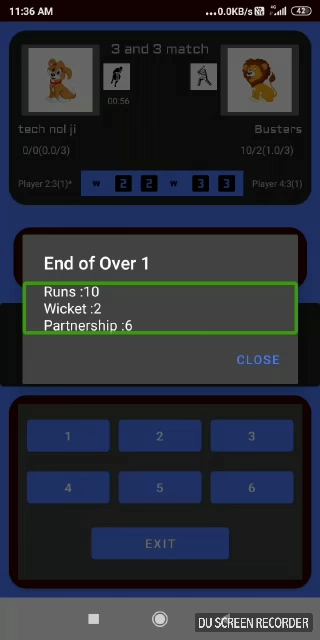 11:36 AM
...0.0KB/s 4G 42
3 and 3 match
00:56
tech nol ji
Busters
0/0(0.0/3)
10/2(1.0/3)
Player 2:3(1)*
w 2 2 w 3 3
Player 4:3(1)
End of Over 1
Runs :10
Wicket :2
Partnership :6
CLOSE
1 2 3
4 5 6
EXIT
DU SCREEN RECORDER